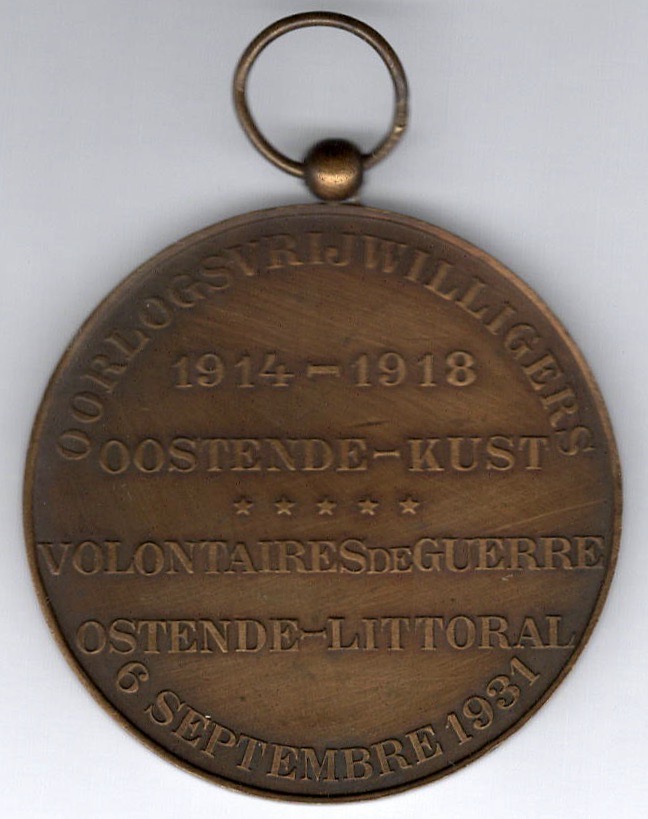 OORLOGSVRIJWILLIGERS
1914-1918
OOSTENDE-KUST
★ ★ ★ ★ ★
VOLONTAIRES DE GUERRE
OSTENDE-LITTORAL
6 SEPTEMBRE 1931